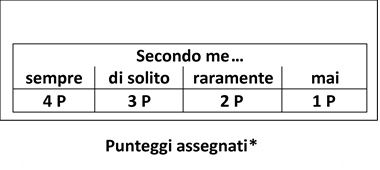 Secondo me...
sempre di solito raramente mai
4 P 3 P 2 P 1 P
Punteggi assegnati*